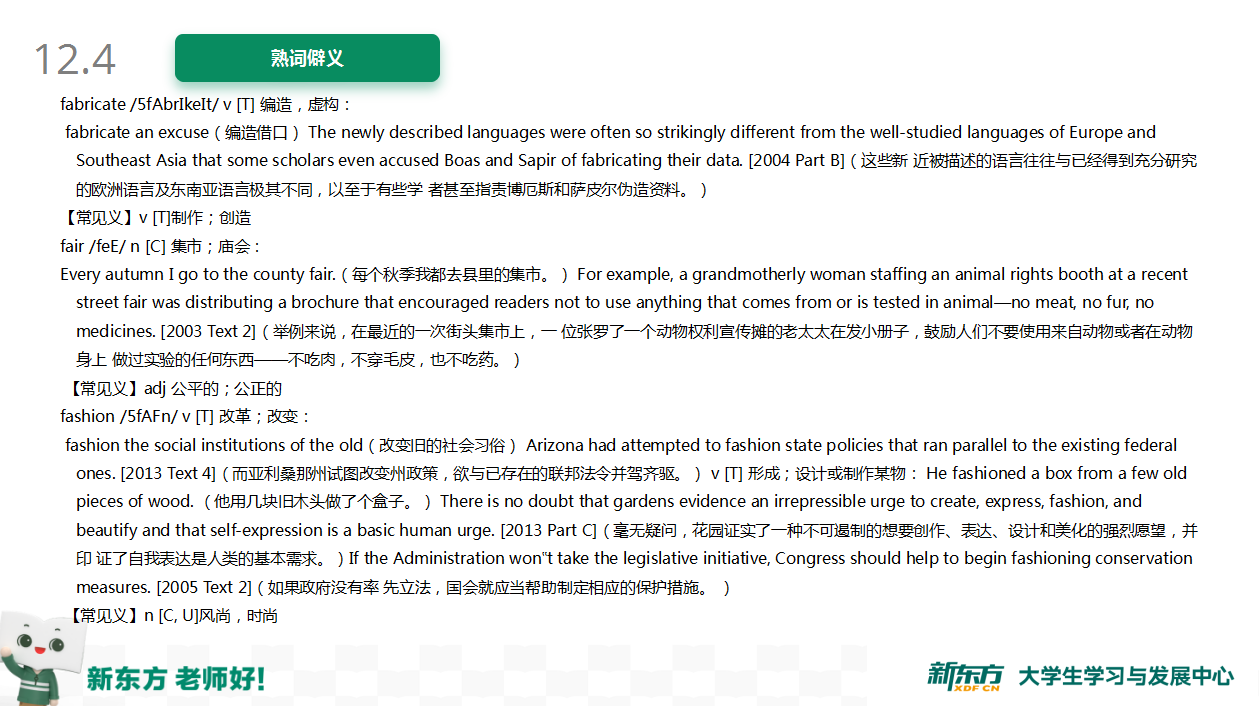 12.4
熟词僻义
fabricate /5fAbrIkeIt/ v [T] 编造，虚构：
fabricate an excuse（编造借口） The newly described languages were often so strikingly different from the well-studied languages of Europe and
Southeast Asia that some scholars even accused Boas and Sapir of fabricating their data. [2004 Part B]（这些新 近被描述的语言往往与已经得到充分研究
的欧洲语言及东南亚语言极其不同，以至于有些学 者甚至指责博厄斯和萨皮尔伪造资料。）
【常见义】v [T]制作；创造
fair /feE/ n [C] 集市；庙会：
Every autumn I go to the county fair.（每个秋季我都去县里的集市。） For example, a grandmotherly woman staffing an animal rights booth at a recent
street fair was distributing a brochure that encouraged readers not to use anything that comes from or is tested in animal—no meat, no fur, no
medicines. [2003 Text 2]（举例来说，在最近的一次街头集市上，一 位张罗了一个动物权利宣传摊的老太太在发小册子，鼓励人们不要使用来自动物或者在动物
身上 做过实验的任何东西——不吃肉，不穿毛皮，也不吃药。）
【常见义】adj 公平的；公正的
fashion /5fAFn/ v [T] 改革；改变：
fashion the social institutions of the old（改变旧的社会习俗） Arizona had attempted to fashion state policies that ran parallel to the existing federal
ones. [2013 Text 4]（而亚利桑那州试图改变州政策，欲与已存在的联邦法令并驾齐驱。） v [T] 形成；设计或制作某物： He fashioned a box from a few old
pieces of wood. （他用几块旧木头做了个盒子。） There is no doubt that gardens evidence an irrepressible urge to create, express, fashion, and
beautify and that self-expression is a basic human urge. [2013 Part C]（毫无疑问，花园证实了一种不可遏制的想要创作、表达、设计和美化的强烈愿望，并
印 证了自我表达是人类的基本需求。）If the Administration won‟t take the legislative initiative, Congress should help to begin fashioning conservation
measures. [2005 Text 2]（如果政府没有率 先立法，国会就应当帮助制定相应的保护措施。 ）
【常见义】n [C, U]风尚，时尚
新东方 老师好!
新东方 XDF.CN 大学生学习与发展中心